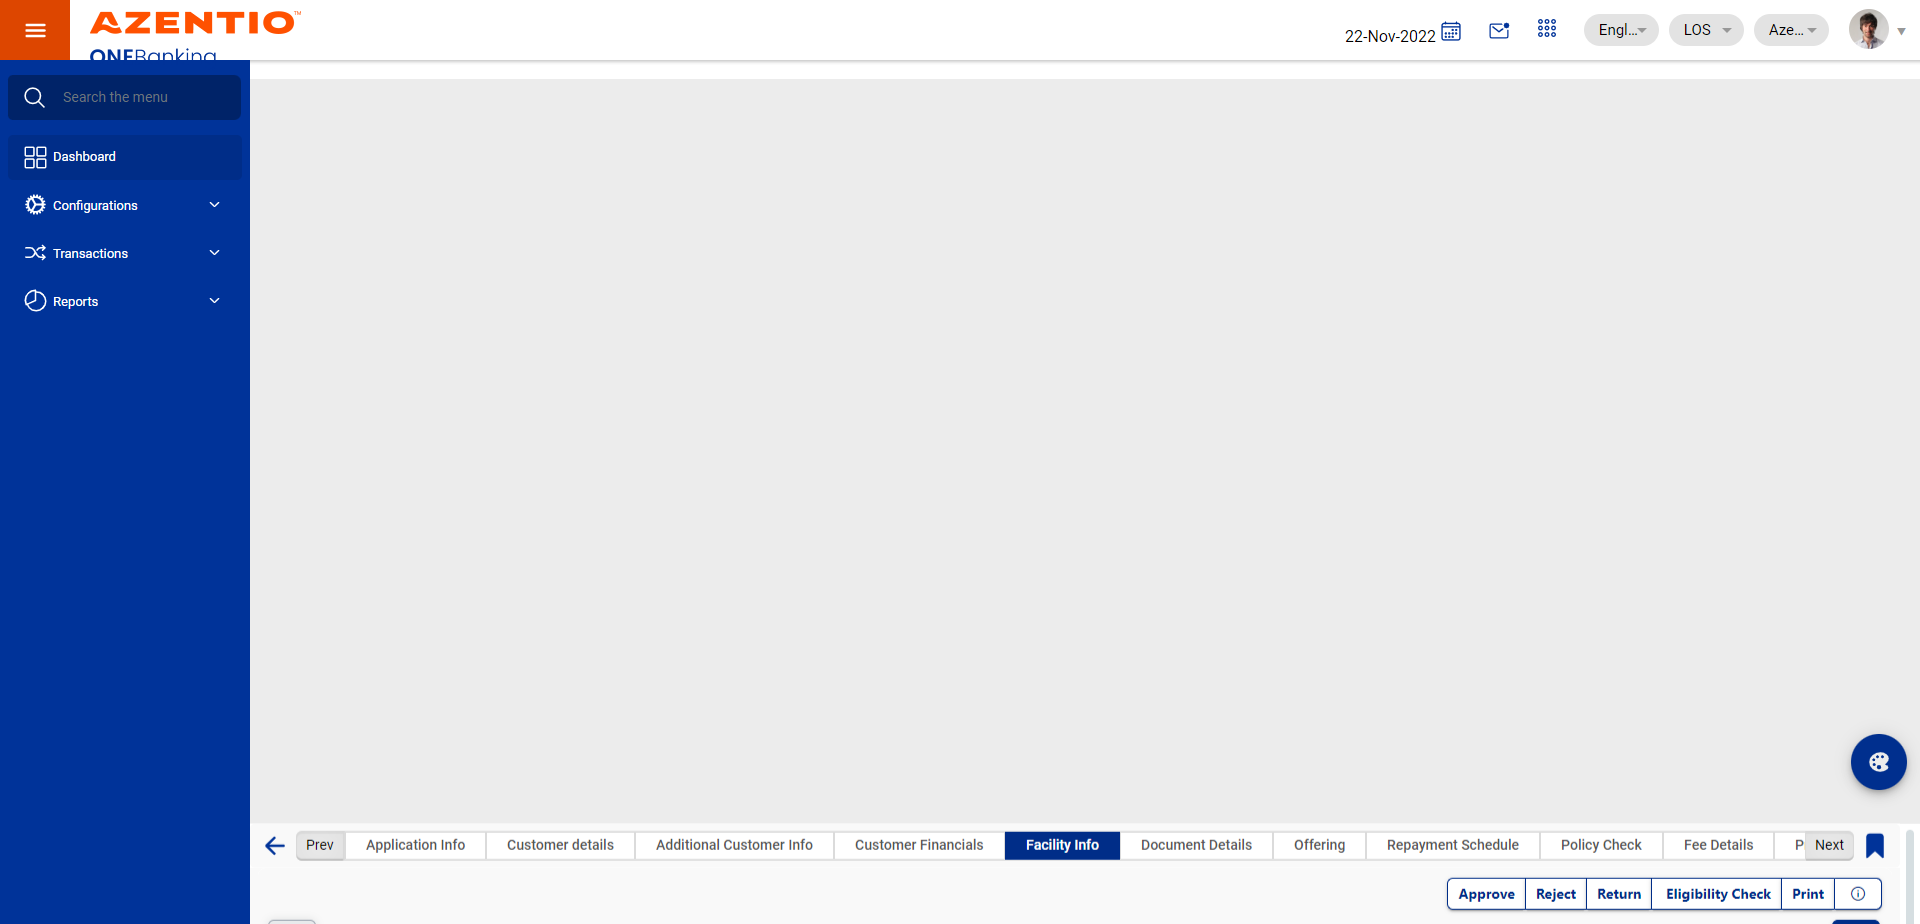 AZENTIO™
ONEBanking
22-Nov-2022
Engl...
LOS
Aze...
Search the menu
Dashboard
Configurations
Transactions
Reports
Prev
Application Info
Customer details
Additional Customer Info
Customer Financials
Facility Info
Document Details
Offering
Repayment Schedule
Policy Check
Fee Details
P
Next
Approve
Reject
Return
Eligibility Check
Print